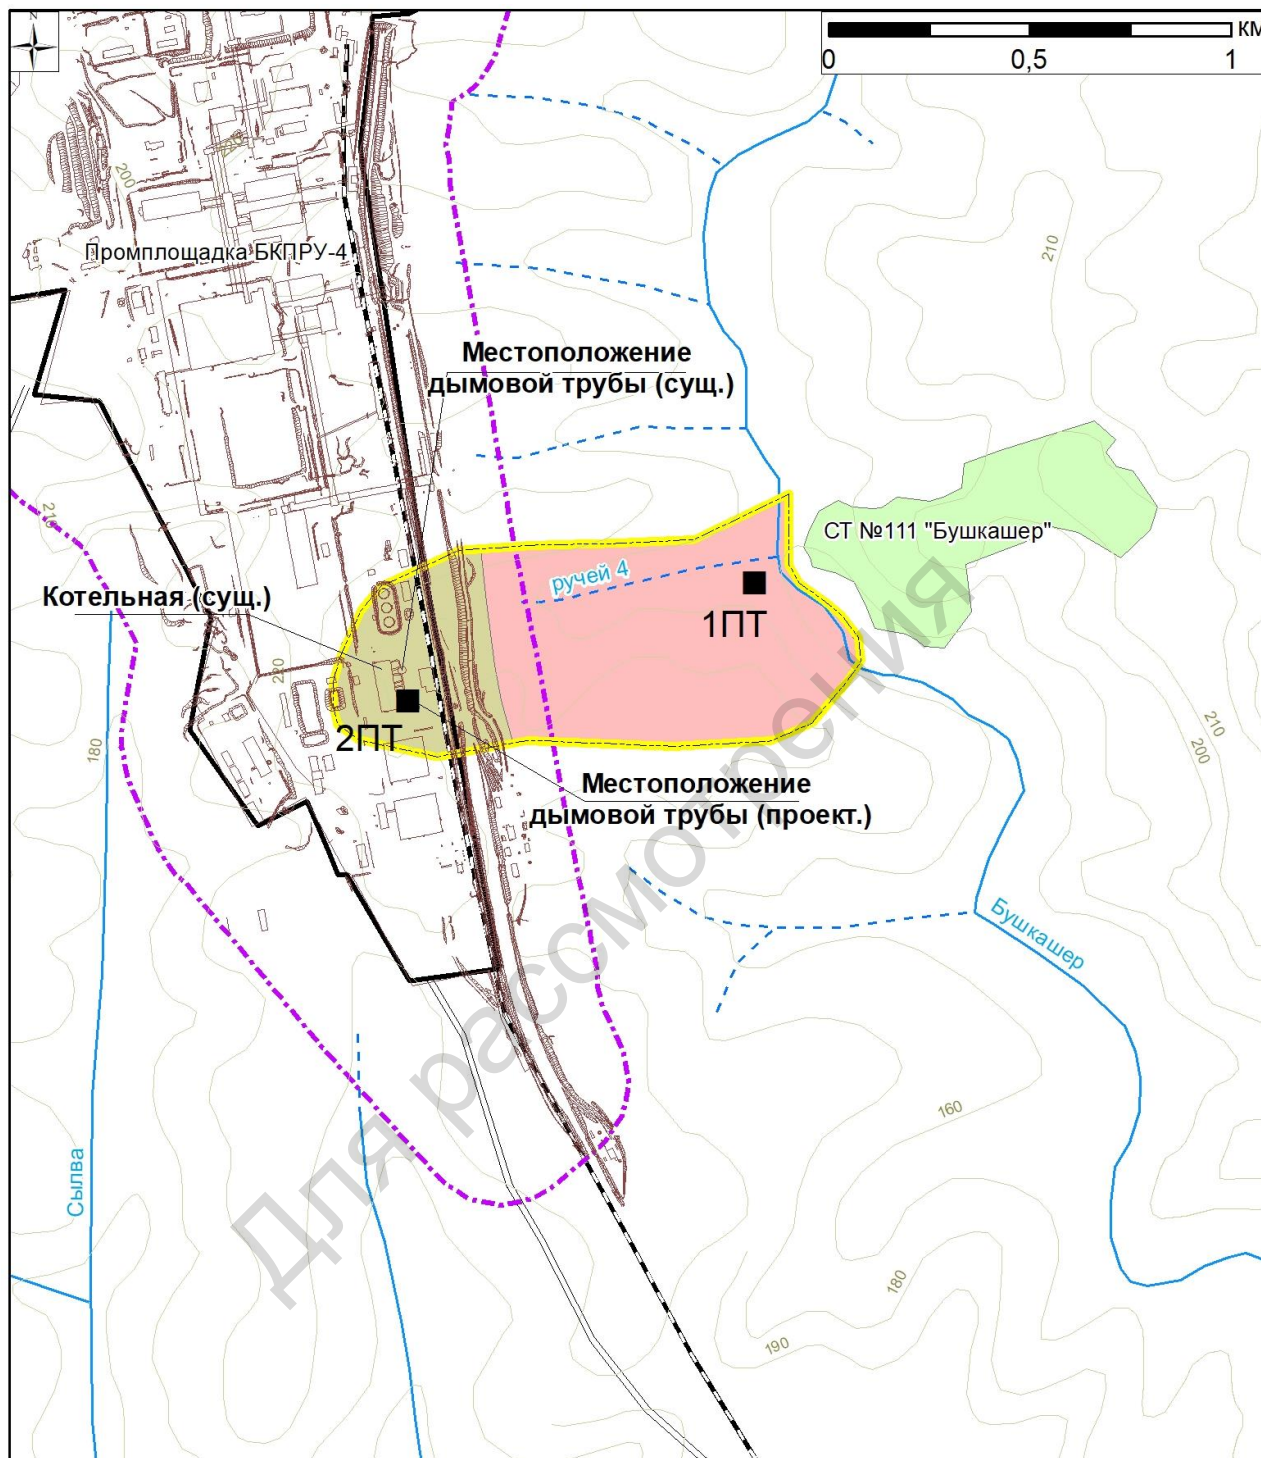 км
0
0,5
1
220
200
Промплощадка БКПРУ-4
210
Местоположение
дымовой трубы (сущ.)
210
СТ №111 "Бушкашер"
ручей 4
Котельная (сущ.)
1ПТ
220
2ПТ
180
210
200
Местоположение
дымовой трубы (проект.)
Бушкашер
160
Сылва
180
190
Для рассмотрения